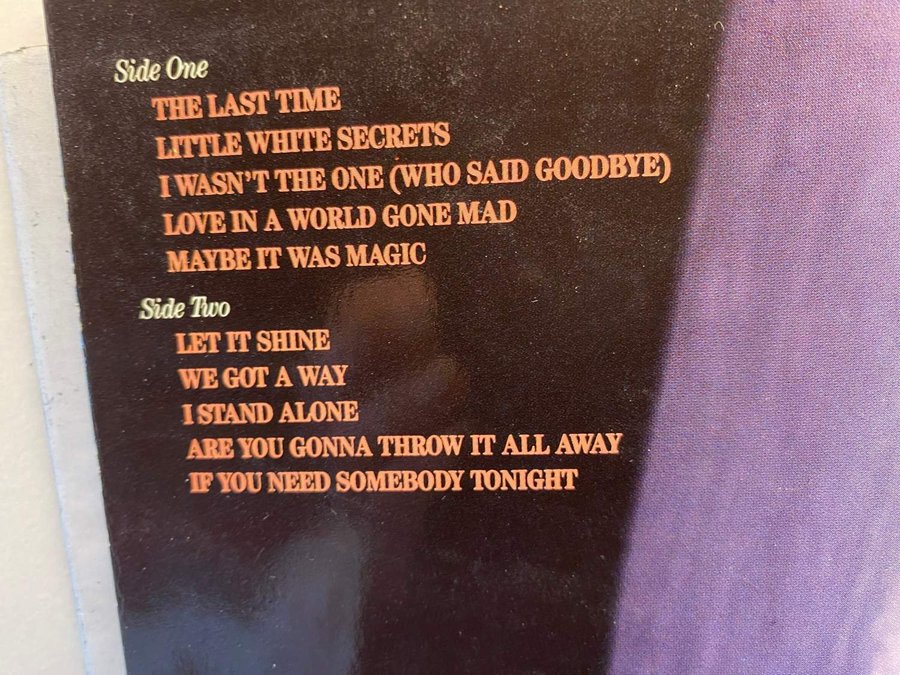 Side One
THE LAST TIME
LITTLE WHITE SECRETS
I WASN'T THE ONE (WHO SAID GOODBYE)
LOVE IN A WORLD GONE MAD
MAYBE IT WAS MAGIC
Side Two
LET IT SHINE
WE GOT A WAY
I STAND ALONE
ARE YOU GONNA THROW IT ALL AWAY
IF YOU NEED SOMEBODY TONIGHT